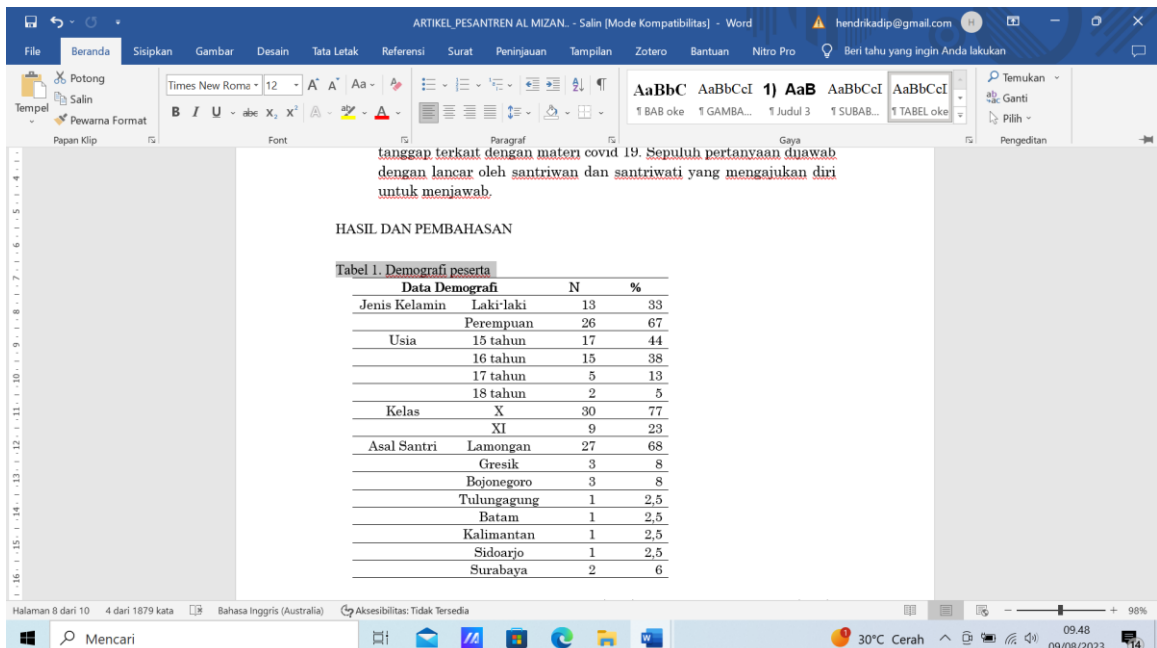 ARTIKEL_PESANTREN AL MIZAN.. - Salin [Mode Kompatibilitas] - Word hendrikadip@gmail.com H
File Beranda Sisipkan Gambar Desain Tata Letak Referensi Surat Peninjauan Tampilan Zotero Bantuan Nitro Pro Beri tahu yang ingin Anda lakukan
Tempel
Potong
Salin
Pewarna Format
Papan Klip
Times New Roma 12
Font
Paragraf
AaBbC AaBbCcI 1) AaB AaBbCcI AaBbCcI
¶ BAB oke ¶ GAMBA... ¶ Judul 3 ¶ SUBAB... ¶ TABEL oke
Gaya
Temukan
Ganti
Pilih
Pengeditan
tanggap terkait dengan materi covid 19. Sepuluh pertanyaan dijawab
dengan lancar oleh santriwan dan santriwati yang mengajukan diri
untuk menjawab.
HASIL DAN PEMBAHASAN
Tabel 1. Demografi peserta
Data Demografi N %
Jenis Kelamin Laki-laki 13 33
Perempuan 26 67
Usia 15 tahun 17 44
16 tahun 15 38
17 tahun 5 13
18 tahun 2 5
Kelas X 30 77
XI 9 23
Asal Santri Lamongan 27 68
Gresik 3 8
Bojonegoro 3 8
Tulungagung 1 2,5
Batam 1 2,5
Kalimantan 1 2,5
Sidoarjo 1 2,5
Surabaya 2 6
Halaman 8 dari 10 4 dari 1879 kata Bahasa Inggris (Australia) Aksesibilitas: Tidak Tersedia 98%
Mencari 30°C Cerah 09.48
09/08/2023 14